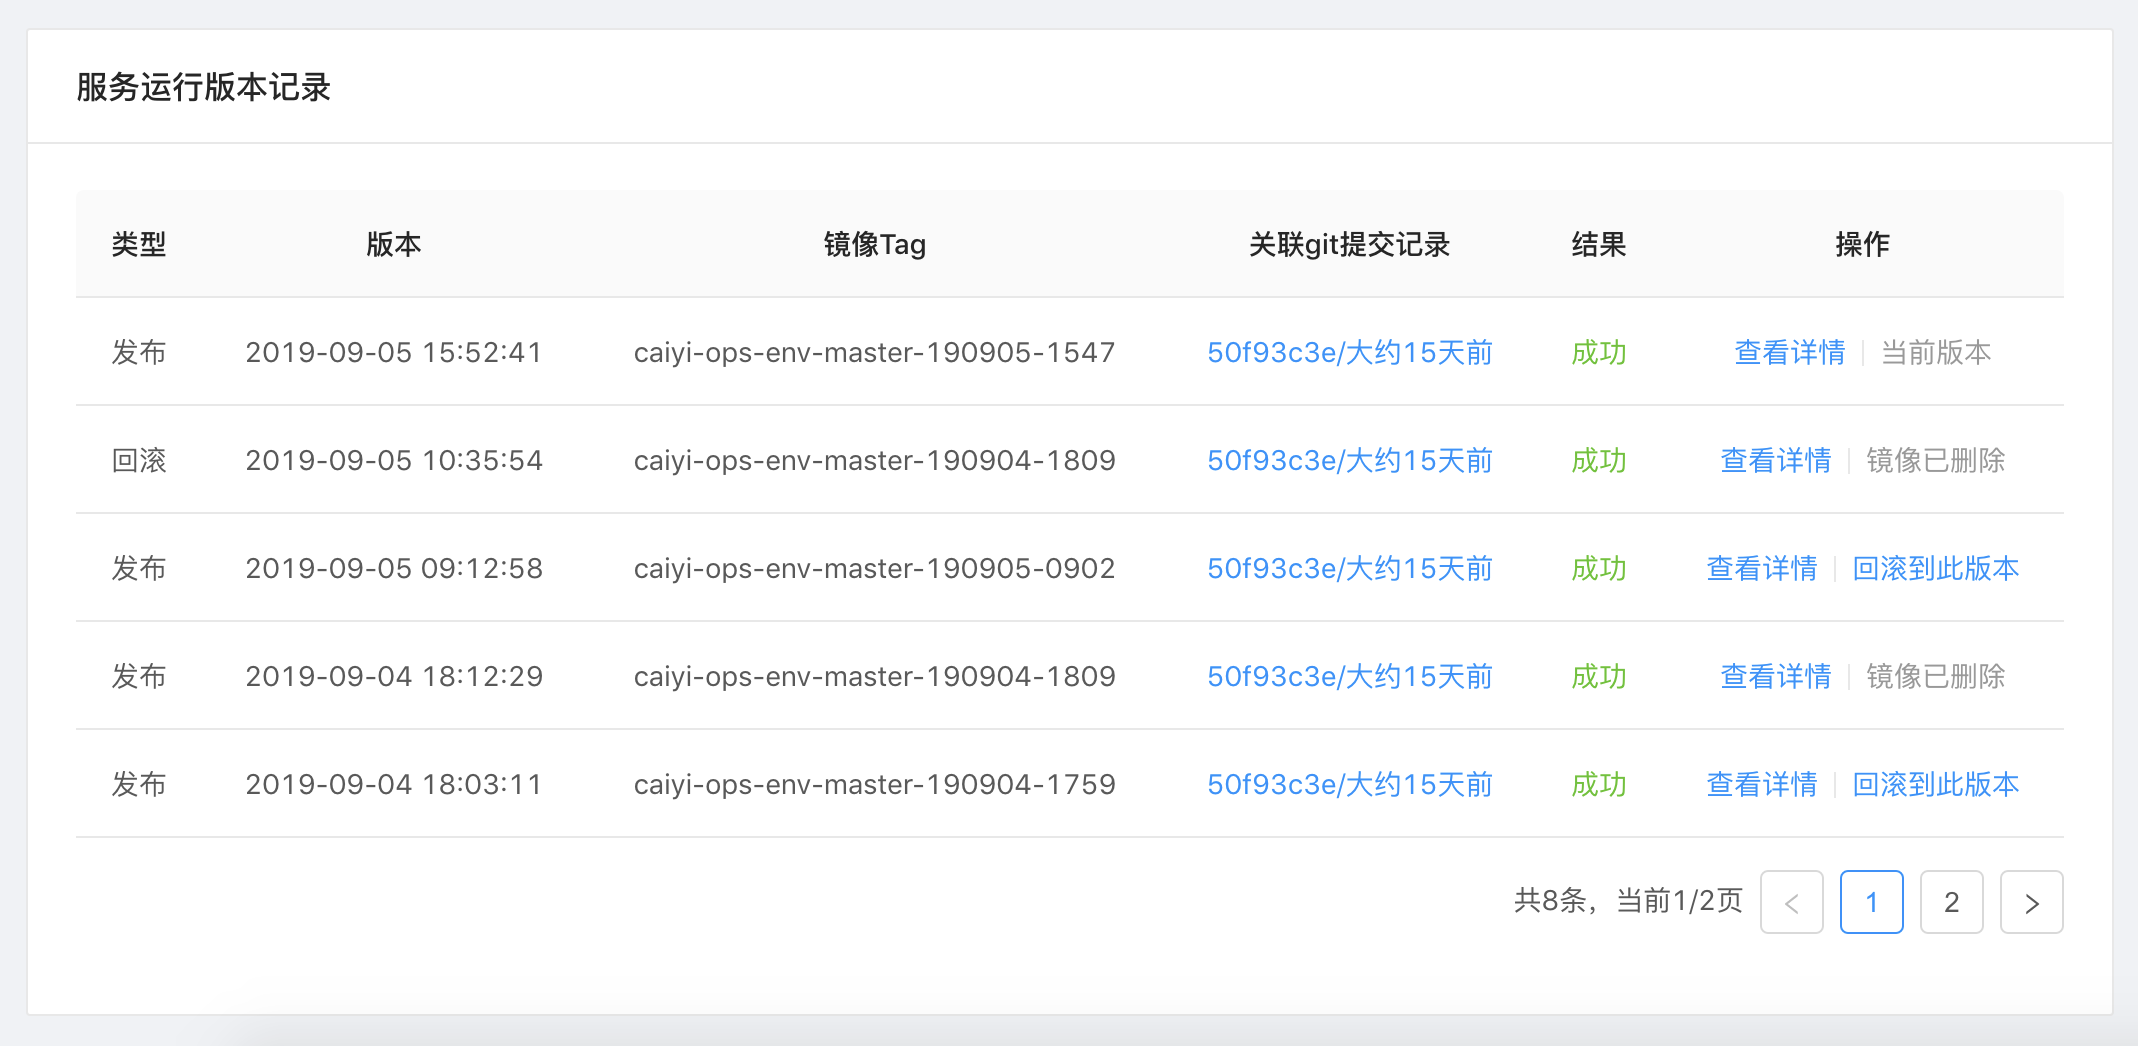 服务运行版本记录
类型 版本 镜像Tag 关联git提交记录 结果 操作
发布 2019-09-05 15:52:41 caiyi-ops-env-master-190905-1547 50f93c3e/大约15天前 成功 查看详情 当前版本
回滚 2019-09-05 10:35:54 caiyi-ops-env-master-190904-1809 50f93c3e/大约15天前 成功 查看详情 镜像已删除
发布 2019-09-05 09:12:58 caiyi-ops-env-master-190905-0902 50f93c3e/大约15天前 成功 查看详情 回滚到此版本
发布 2019-09-04 18:12:29 caiyi-ops-env-master-190904-1809 50f93c3e/大约15天前 成功 查看详情 镜像已删除
发布 2019-09-04 18:03:11 caiyi-ops-env-master-190904-1759 50f93c3e/大约15天前 成功 查看详情 回滚到此版本
共8条，当前1/2页 < 1 2 >